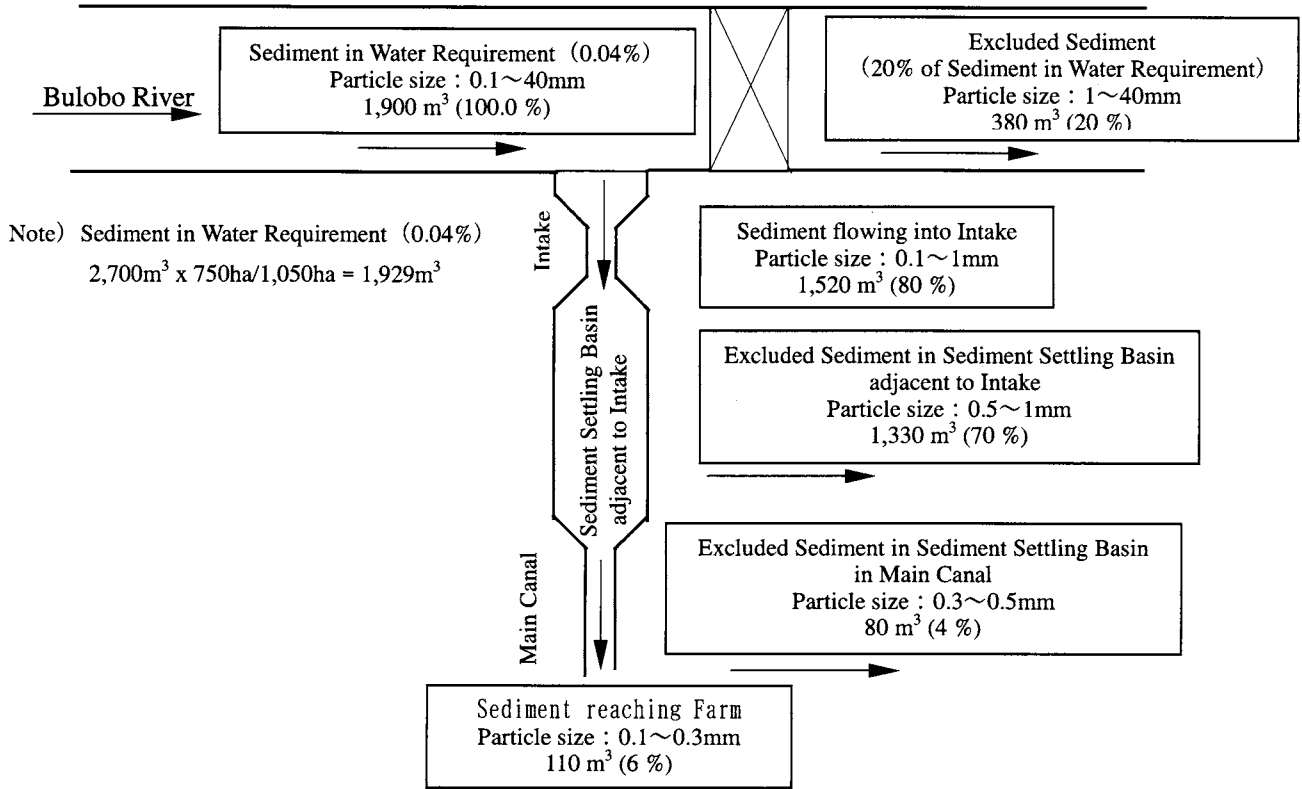 Sediment in Water Requirement (0.04%)
Particle size : 0.1～40mm
1,900 m³ (100.0 %)
Excluded Sediment
(20% of Sediment in Water Requirement)
Particle size : 1～40mm
380 m³ (20 %)
Bulobo River
Note) Sediment in Water Requirement (0.04%)
2,700m³ x 750ha/1,050ha = 1,929m³
Intake
Sediment flowing into Intake
Particle size : 0.1～1mm
1,520 m³ (80 %)
Sediment Settling Basin
adjacent to Intake
Excluded Sediment in Sediment Settling Basin
adjacent to Intake
Particle size : 0.5～1mm
1,330 m³ (70 %)
Main Canal
Excluded Sediment in Sediment Settling Basin
in Main Canal
Particle size : 0.3～0.5mm
80 m³ (4 %)
Sediment reaching Farm
Particle size : 0.1～0.3mm
110 m³ (6 %)